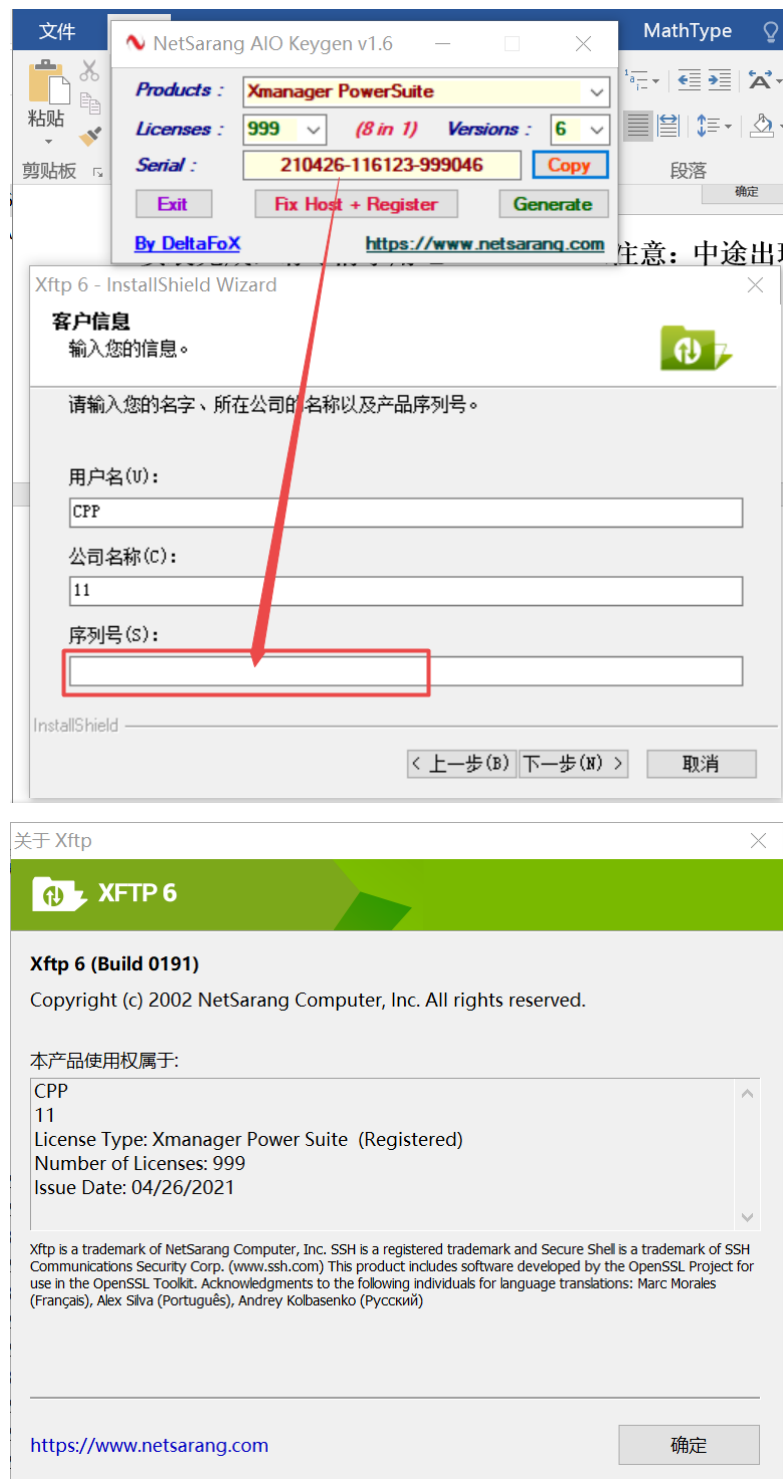 文件
MathType
粘贴
剪贴板
段落
确定
NetSarang AIO Keygen v1.6
Products : Xmanager PowerSuite
Licenses : 999 (8 in 1) Versions : 6
Serial : 210426-116123-999046 Copy
Exit Fix Host + Register Generate
By DeltaFoX https://www.netsarang.com
注意：中途出现
Xftp 6 - InstallShield Wizard
客户信息
输入您的信息。
请输入您的名字、所在公司的名称以及产品序列号。
用户名(U)：
CPP
公司名称(C)：
11
序列号(S)：
InstallShield
< 上一步(B) 下一步(N) > 取消
关于 Xftp
XFTP 6
Xftp 6 (Build 0191)
Copyright (c) 2002 NetSarang Computer, Inc. All rights reserved.
本产品使用权属于:
CPP
11
License Type: Xmanager Power Suite (Registered)
Number of Licenses: 999
Issue Date: 04/26/2021
Xftp is a trademark of NetSarang Computer, Inc. SSH is a registered trademark and Secure Shell is a trademark of SSH
Communications Security Corp. (www.ssh.com) This product includes software developed by the OpenSSL Project for
use in the OpenSSL Toolkit. Acknowledgments to the following individuals for language translations: Marc Morales
(Français), Alex Silva (Português), Andrey Kolbasenko (Русский)
https://www.netsarang.com 确定